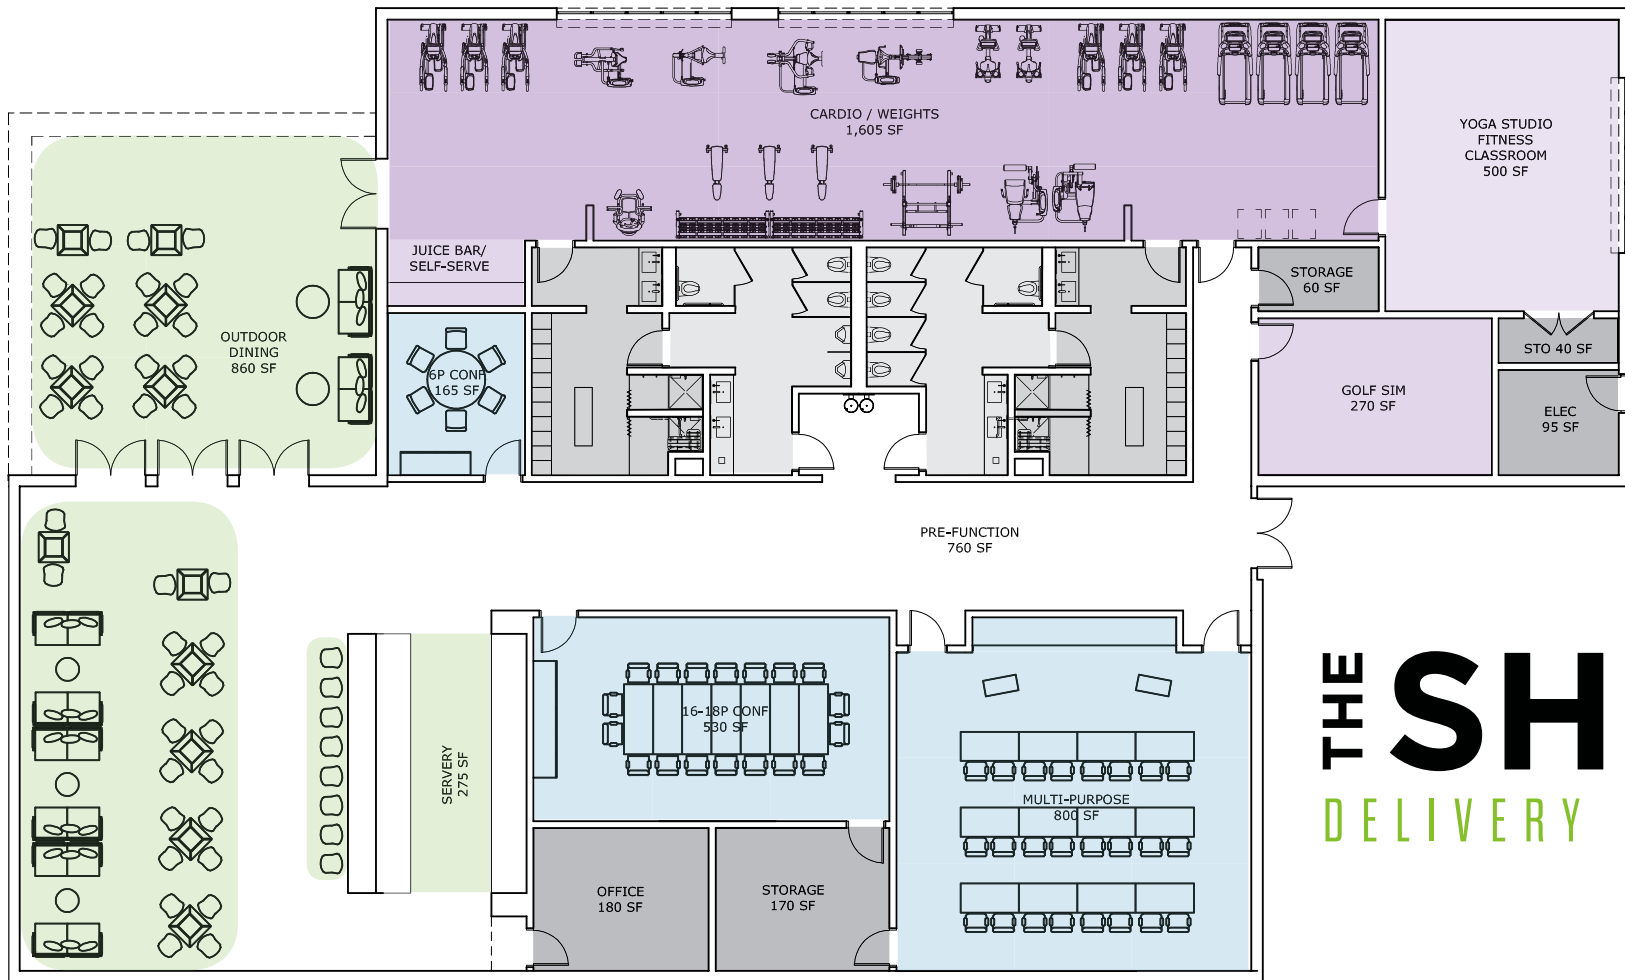 CARDIO / WEIGHTS
1,605 SF
YOGA STUDIO
FITNESS
CLASSROOM
500 SF
JUICE BAR/
SELF-SERVE
STORAGE
60 SF
OUTDOOR
DINING
860 SF
STO 40 SF
6P CONF
165 SF
GOLF SIM
270 SF
ELEC
95 SF
PRE-FUNCTION
760 SF
16-18P CONF
530 SF
SERVERY
275 SF
MULTI-PURPOSE
800 SF
OFFICE
180 SF
STORAGE
170 SF
THE SH
DELIVERY